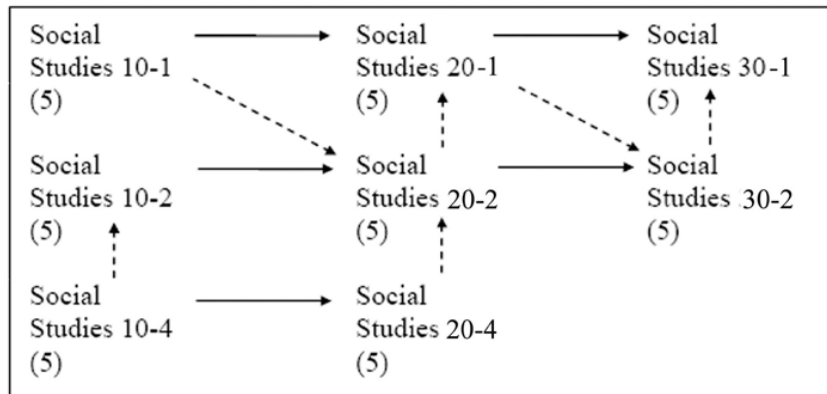 Social
Studies 10-1
(5)
Social
Studies 20-1
(5)
Social
Studies 30-1
(5)
Social
Studies 10-2
(5)
Social
Studies 20-2
(5)
Social
Studies 30-2
(5)
Social
Studies 10-4
(5)
Social
Studies 20-4
(5)